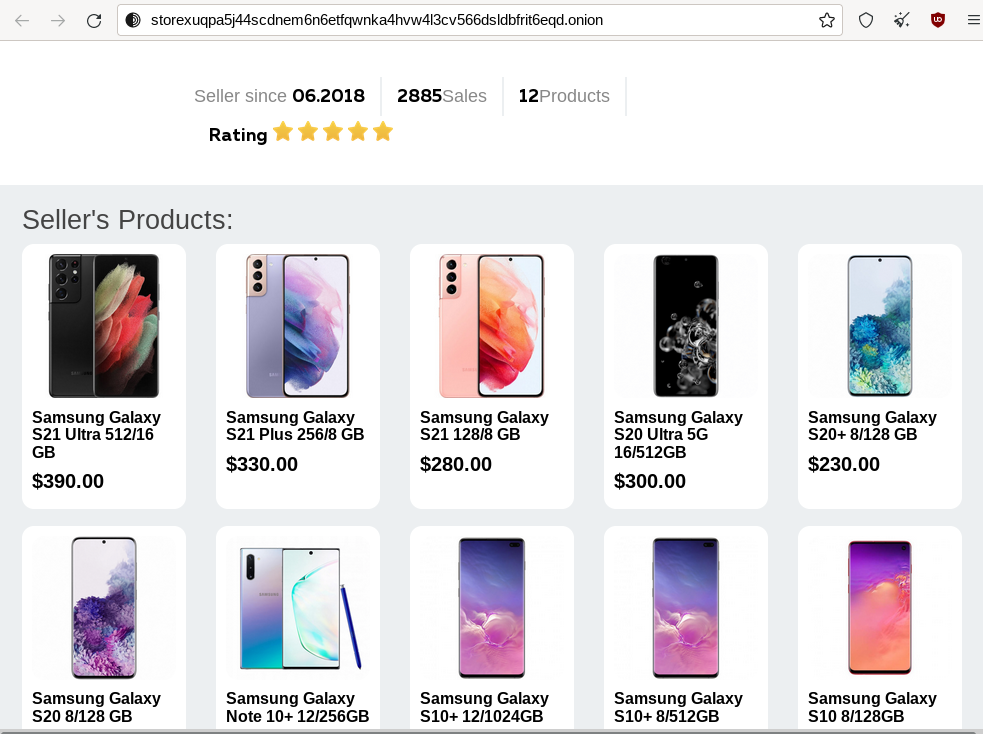 storexuqpa5j44scdnem6n6etfqwnka4hvw4l3cv566dsldbfrit6eqd.onion
Seller since 06.2018
2885Sales
12Products
Rating
Seller's Products:
Samsung Galaxy
S21 Ultra 512/16
GB
$390.00
Samsung Galaxy
S21 Plus 256/8 GB
$330.00
Samsung Galaxy
S21 128/8 GB
$280.00
Samsung Galaxy
S20 Ultra 5G
16/512GB
$300.00
Samsung Galaxy
S20+ 8/128 GB
$230.00
Samsung Galaxy
S20 8/128 GB
Samsung Galaxy
Note 10+ 12/256GB
Samsung Galaxy
S10+ 12/1024GB
Samsung Galaxy
S10+ 8/512GB
Samsung Galaxy
S10 8/128GB